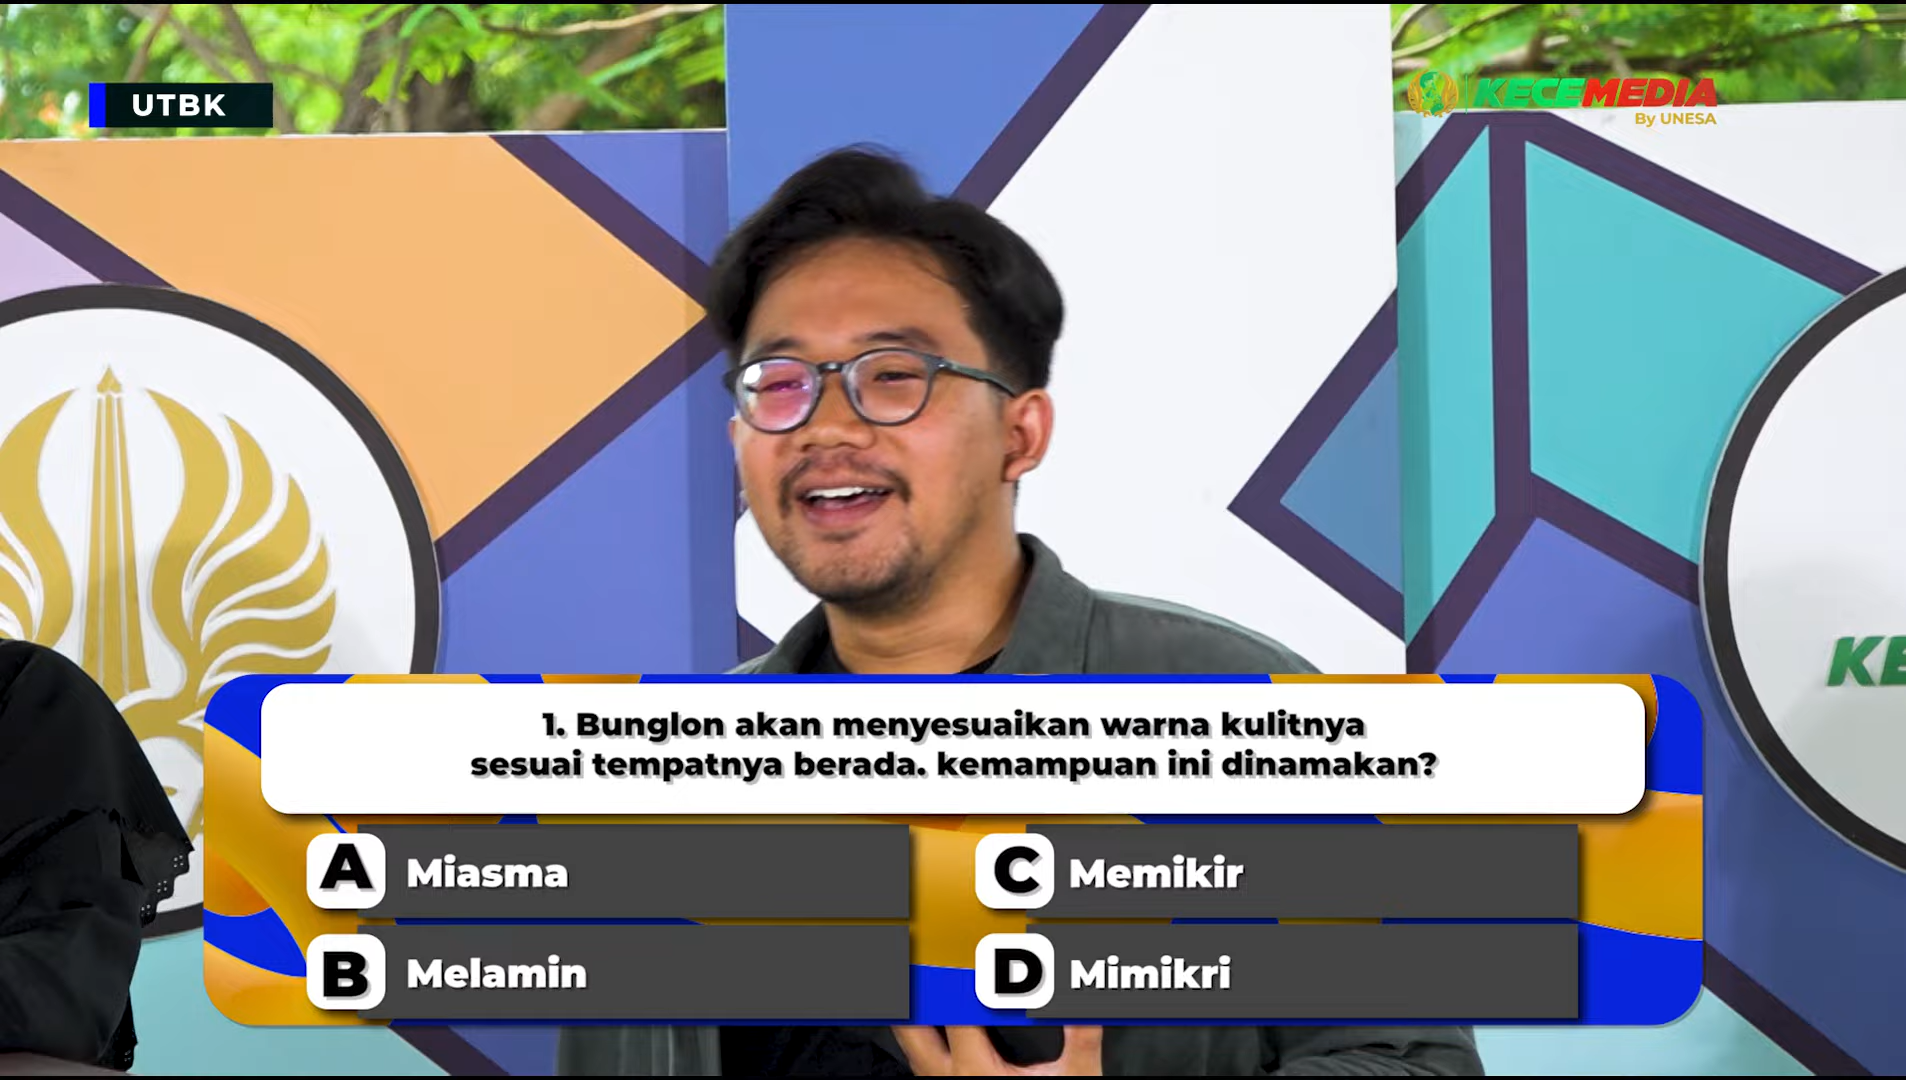 UTBK
KECEMEDIA
By UNESA
KE
1. Bunglon akan menyesuaikan warna kulitnya
sesuai tempatnya berada. kemampuan ini dinamakan?
A Miasma
C Memikir
B Melamin
D Mimikri